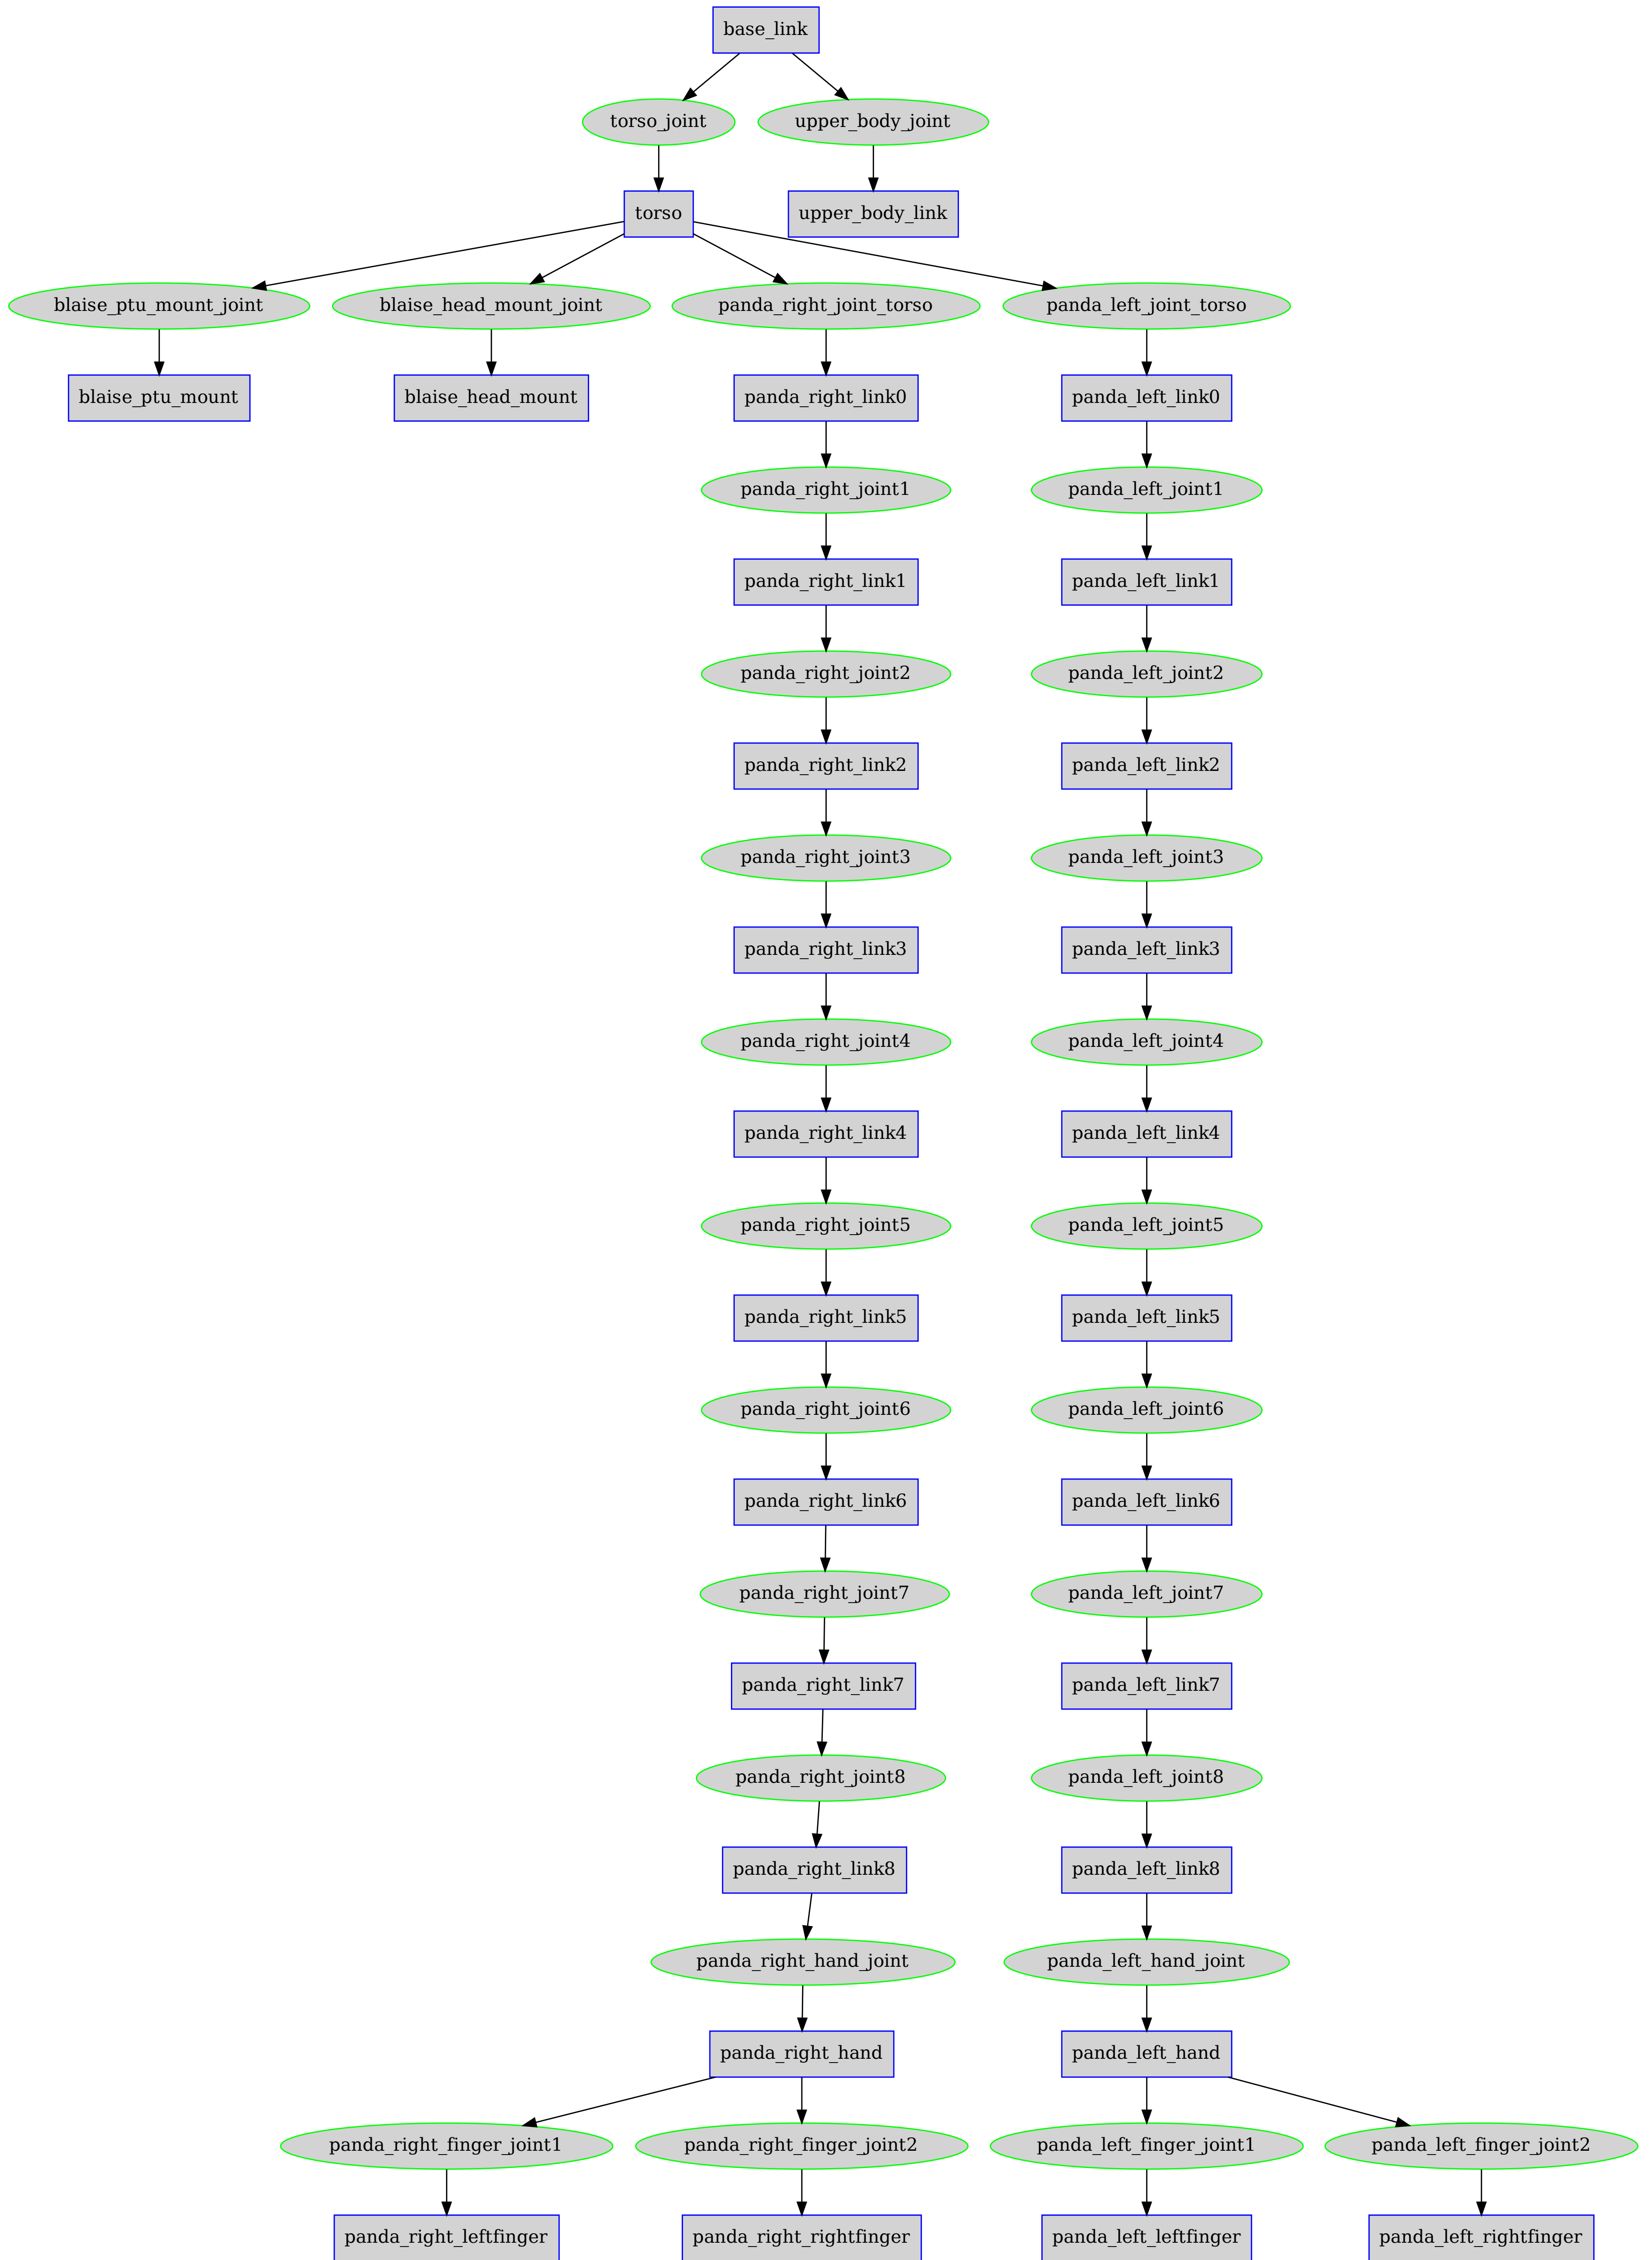 base_link
torso_joint
upper_body_joint
torso
upper_body_link
blaise_ptu_mount_joint
blaise_head_mount_joint
panda_right_joint_torso
panda_left_joint_torso
blaise_ptu_mount
blaise_head_mount
panda_right_link0
panda_left_link0
panda_right_joint1
panda_left_joint1
panda_right_link1
panda_left_link1
panda_right_joint2
panda_left_joint2
panda_right_link2
panda_left_link2
panda_right_joint3
panda_left_joint3
panda_right_link3
panda_left_link3
panda_right_joint4
panda_left_joint4
panda_right_link4
panda_left_link4
panda_right_joint5
panda_left_joint5
panda_right_link5
panda_left_link5
panda_right_joint6
panda_left_joint6
panda_right_link6
panda_left_link6
panda_right_joint7
panda_left_joint7
panda_right_link7
panda_left_link7
panda_right_joint8
panda_left_joint8
panda_right_link8
panda_left_link8
panda_right_hand_joint
panda_left_hand_joint
panda_right_hand
panda_left_hand
panda_right_finger_joint1
panda_right_finger_joint2
panda_left_finger_joint1
panda_left_finger_joint2
panda_right_leftfinger
panda_right_rightfinger
panda_left_leftfinger
panda_left_rightfinger